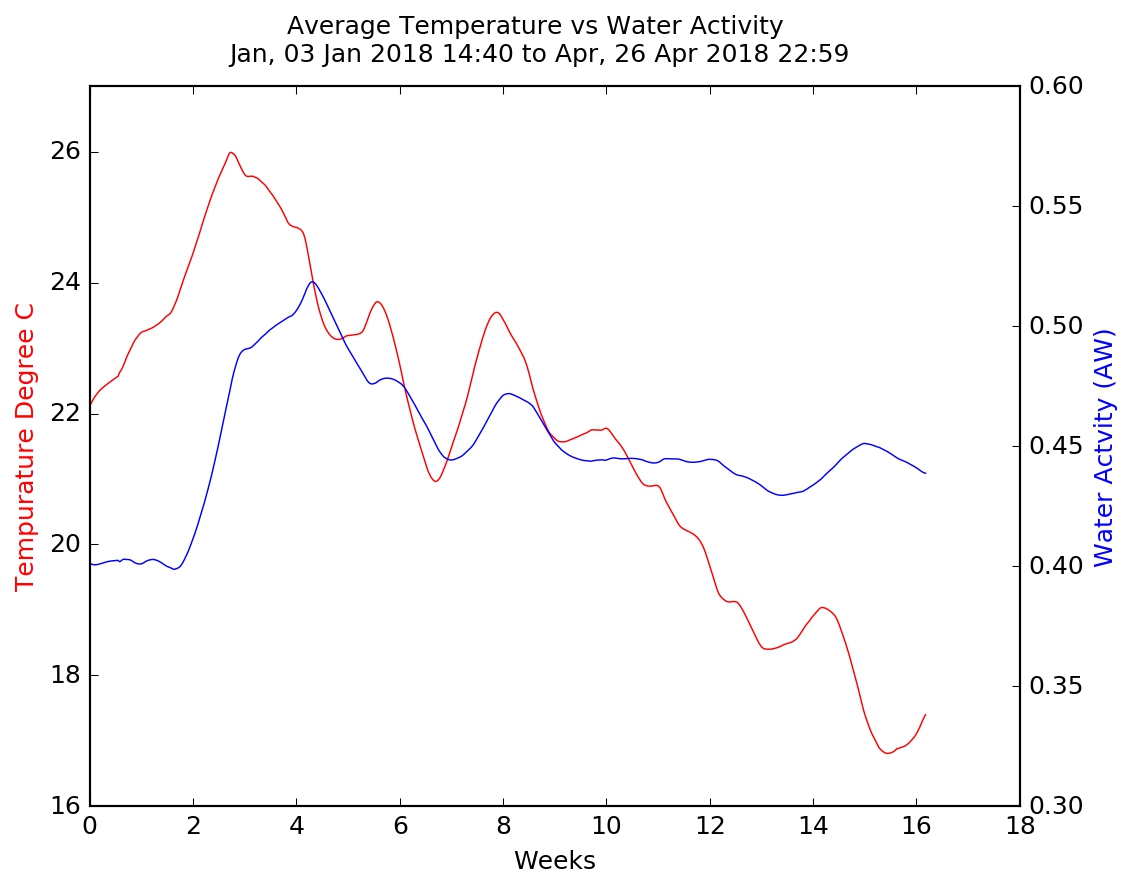 Average Temperature vs Water Activity
Jan, 03 Jan 2018 14:40 to Apr, 26 Apr 2018 22:59
26
24
22
20
18
16
Tempurature Degree C
0.60
0.55
0.50
0.45
0.40
0.35
0.30
Water Actvity (AW)
0 2 4 6 8 10 12 14 16 18
Weeks